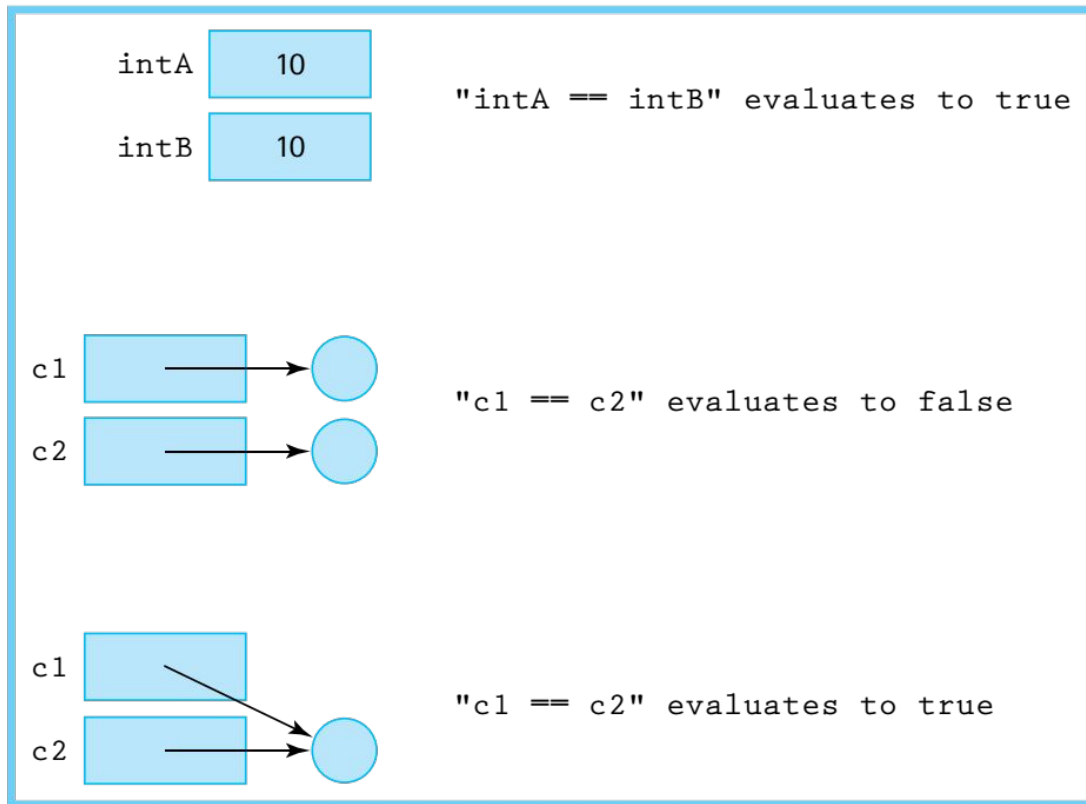 intA 10
"intA == intB" evaluates to true
intB 10
c1
"c1 == c2" evaluates to false
c2
c1
"c1 == c2" evaluates to true
c2